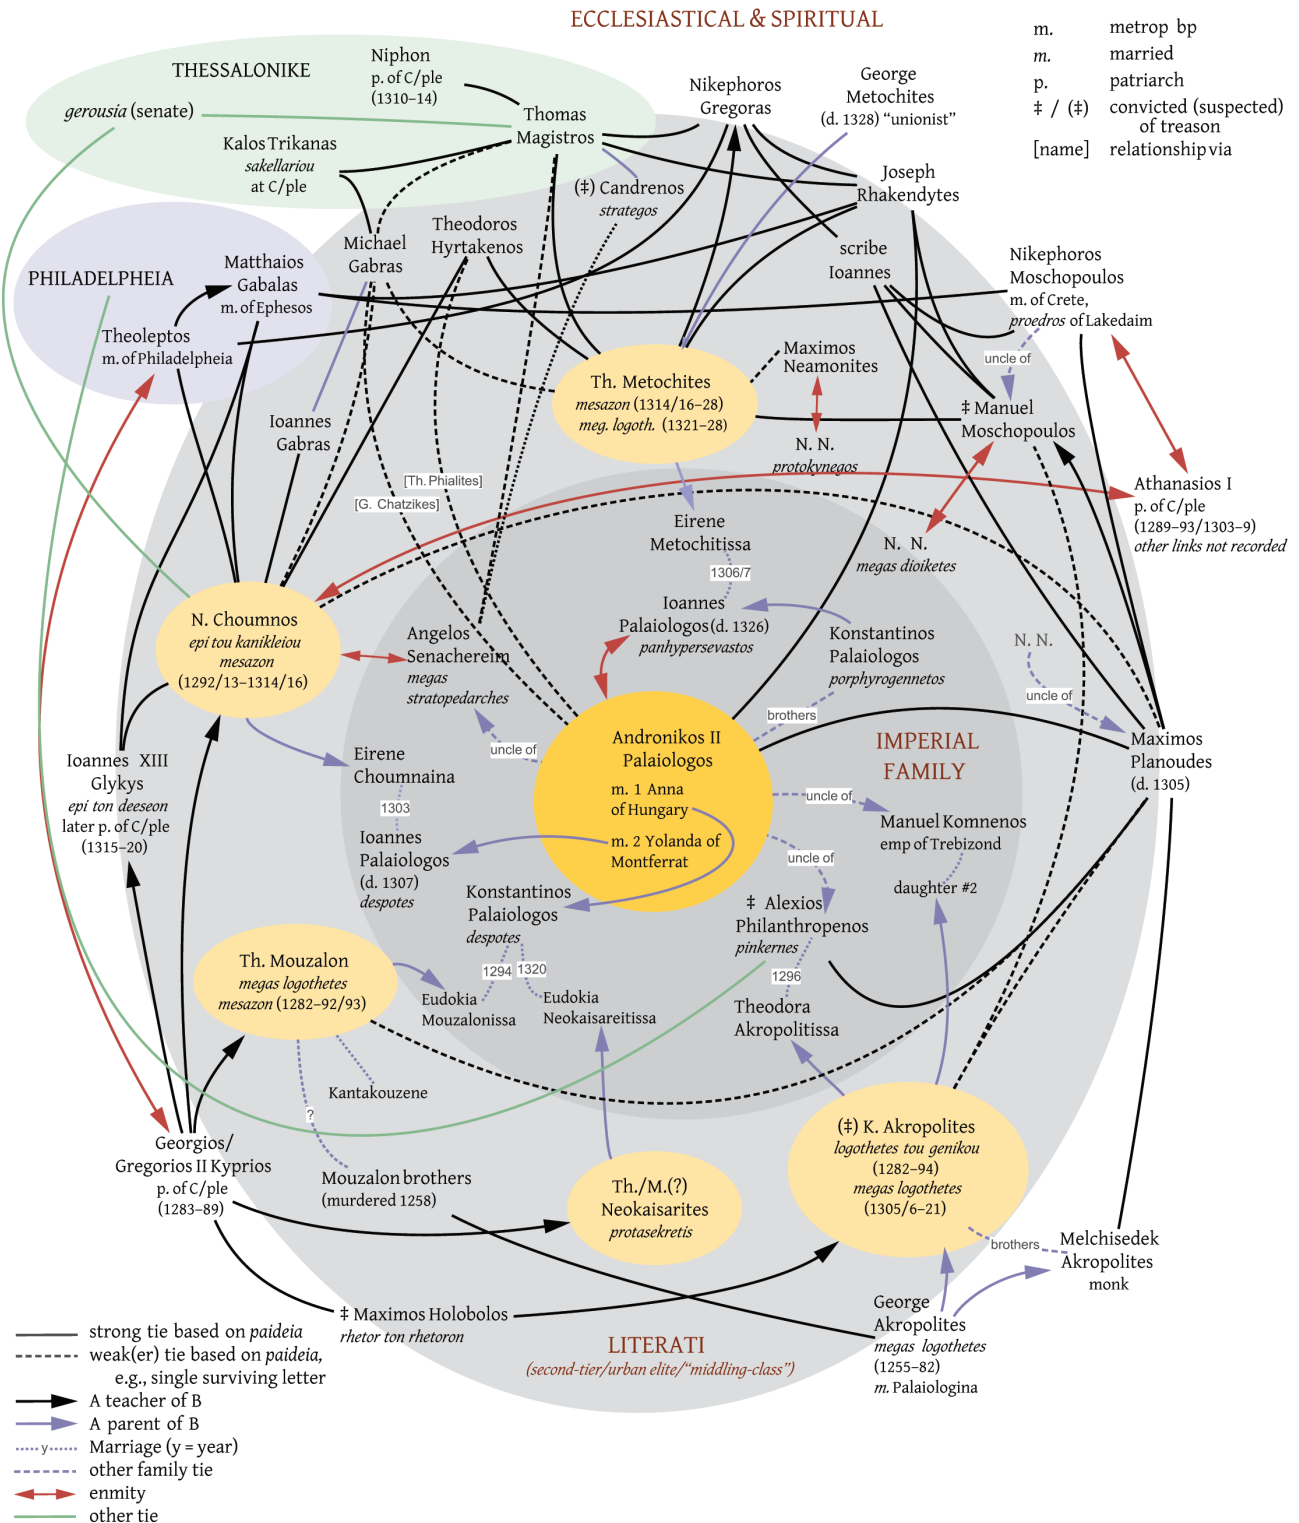 ECCLESIASTICAL & SPIRITUAL
m. metrop bp
m. married
p. patriarch
‡ / (‡) convicted (suspected)
of treason
[name] relationship via
THESSALONIKE
gerousia (senate)
Niphon
p. of C/ple
(1310–14)
Thomas
Magistros
Kalos Trikanas
sakellariou
at C/ple
Nikephoros
Gregoras
George
Metochites
(d. 1328) “unionist”
(‡) Candrenos
strategos
Joseph
Rhakendytes
Michael
Gabras
Theodoros
Hyrtakenos
scribe
Ioannes
Nikephoros
Moschopoulos
m. of Crete,
proedros of Lakedaim
PHILADELPHEIA
Matthaios
Gabalas
m. of Ephesos
Theoleptos
m. of Philadelpheia
uncle of
Th. Metochites
mesazon (1314/16–28)
meg. logoth. (1321–28)
Maximos
Neamonites
N. N.
protokynegos
‡ Manuel
Moschopoulos
Ioannes
Gabras
[Th. Phialites]
[G. Chatzikes]
Athanasios I
p. of C/ple
(1289–93/1303–9)
other links not recorded
Eirene
Metochitissa
1306/7
N. N.
megas dioiketes
Ioannes
Palaiologos (d. 1326)
panhypersevastos
N. Choumnos
epi tou kanikleiou
mesazon
(1292/13–1314/16)
Angelos
Senachereim
megas
stratopedarches
Konstantinos
Palaiologos
porphyrogennetos
N. N.
uncle of
brothers
uncle of
Andronikos II
Palaiologos
m. 1 Anna
of Hungary
m. 2 Yolanda of
Montferrat
IMPERIAL
FAMILY
Maximos
Planoudes
(d. 1305)
Ioannes XIII
Glykys
epi ton deeseon
later p. of C/ple
(1315–20)
Eirene
Choumnaina
1303
Ioannes
Palaiologos
(d. 1307)
despotes
uncle of
Manuel Komnenos
emp of Trebizond
uncle of
daughter #2
Konstantinos
Palaiologos
despotes
‡ Alexios
Philanthropenos
pinkernes
1294
1320
1296
Th. Mouzalon
megas logothetes
mesazon (1282–92/93)
Eudokia
Mouzalonissa
Eudokia
Neokaisareitissa
Theodora
Akropolitissa
Kantakouzene
?
Georgios/
Gregorios II Kyprios
p. of C/ple
(1283–89)
Mouzalon brothers
(murdered 1258)
Th./M.(?)
Neokaisarites
protasekretis
(‡) K. Akropolites
logothetes tou genikou
(1282–94)
megas logothetes
(1305/6–21)
brothers
Melchisedek
Akropolites
monk
‡ Maximos Holobolos
rhetor ton rhetoron
George
Akropolites
megas logothetes
(1255–82)
m. Palaiologina
LITERATI
(second-tier/urban elite/“middling-class”)
strong tie based on paideia
weak(er) tie based on paideia,
e.g., single surviving letter
A teacher of B
A parent of B
y Marriage (y = year)
other family tie
enmity
other tie